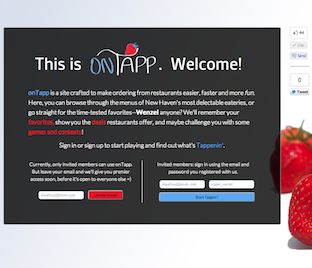 This is onTAPP. Welcome!
onTapp is a site crafted to make ordering from restaurants easier, faster and more fun.
Here, you can browse through the menus of New Haven's most delectable eateries, or
go straight for the time-tested favorites–Wenzel anyone? We'll remember your
favorites, show you the deals restaurants offer, and maybe challenge you with some
games and contests!
Sign in or sign up to start playing and find out what's Tappenin'.
Currently, only invited members can use onTapp.
But leave your email and we'll give you premier
access soon, before it's open to everyone else =)
Invited members: sign in using the email and
password you registered with us.
Start Tappin'
44
Like
Send
0
Tweet